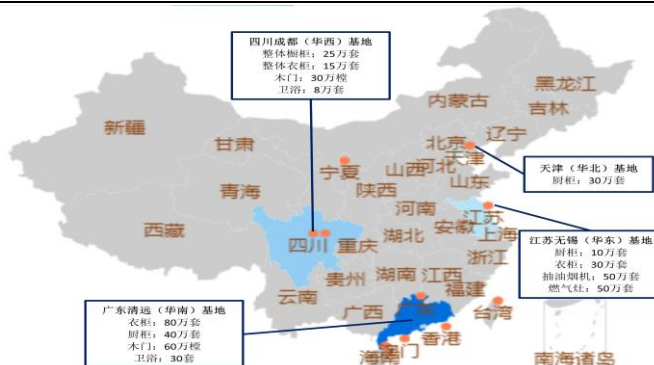 四川成都（华西）基地
整体橱柜：25万套
整体衣柜：15万套
木门：30万樘
卫浴：8万套
黑龙江
内蒙古
吉林
新疆
辽宁
北京
甘肃
天津
天津（华北）基地
厨柜：30万套
宁夏
山西
河北
山东
青海
陕西
河南
江苏
西藏
四川
重庆
湖北
安徽
上海
江苏无锡（华东）基地
厨柜：10万套
衣柜：30万套
抽油烟机：50万套
燃气灶：50万套
浙江
贵州
湖南
江西
云南
福建
广东清远（华南）基地
衣柜：80万套
厨柜：40万套
木门：60万樘
卫浴：30套
广西
广东
台湾
香港
澳门
海南
南海诸岛